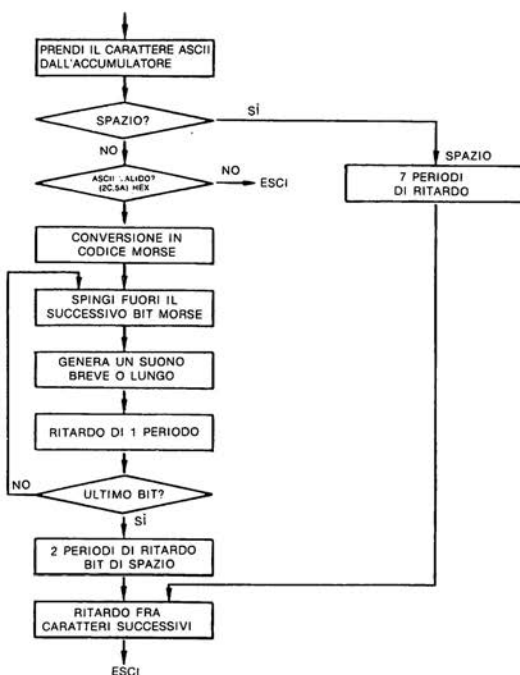 PRENDI IL CARATTERE ASCII
DALL'ACCUMULATORE
SPAZIO?
SÌ
NO
SPAZIO
7 PERIODI
DI RITARDO
ASCII VALIDO?
(2C,5A) HEX
NO
ESCI
CONVERSIONE IN
CODICE MORSE
SPINGI FUORI IL
SUCCESSIVO BIT MORSE
GENERA UN SUONO
BREVE O LUNGO
RITARDO DI 1 PERIODO
NO
ULTIMO BIT?
SÌ
2 PERIODI DI RITARDO
BIT DI SPAZIO
RITARDO FRA
CARATTERI SUCCESSIVI
ESCI